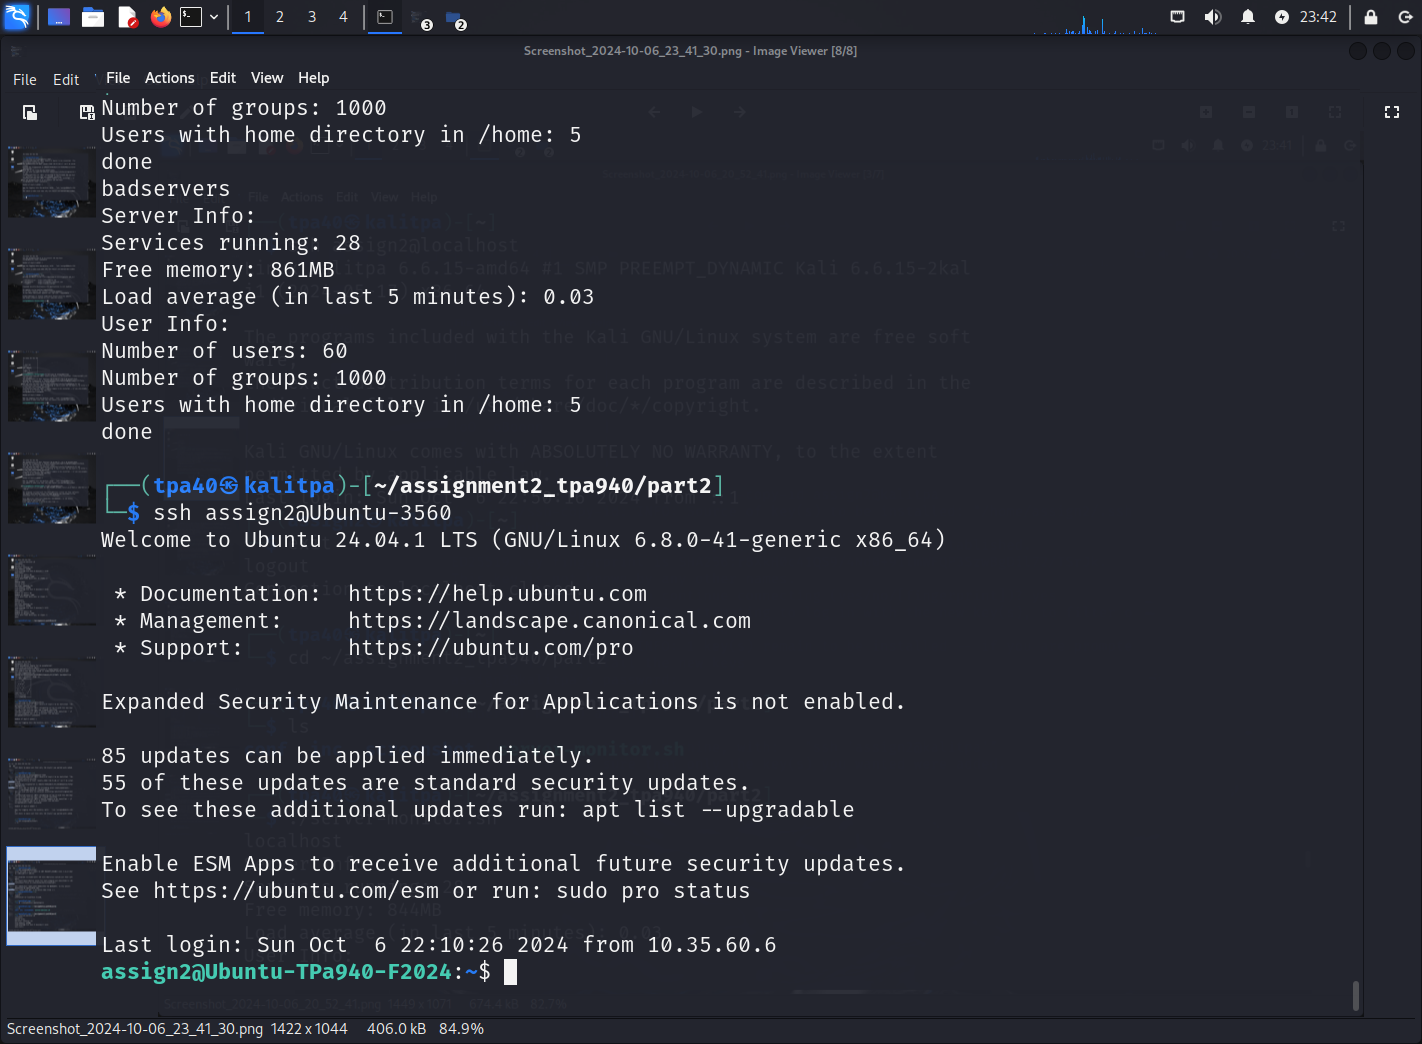 1 2 3 4 3 2 23:42
Screenshot_2024-10-06_23_41_30.png - Image Viewer [8/8]
File Edit File Actions Edit View Help
Number of groups: 1000
Users with home directory in /home: 5
done
badservers
Server Info:
Services running: 28
Free memory: 861MB
Load average (in last 5 minutes): 0.03
User Info:
Number of users: 60
Number of groups: 1000
Users with home directory in /home: 5
done
┌──(tpa40㉿kalitpa)-[~/assignment2_tpa940/part2]
└─$ ssh assign2@Ubuntu-3560
Welcome to Ubuntu 24.04.1 LTS (GNU/Linux 6.8.0-41-generic x86_64)
* Documentation: https://help.ubuntu.com
* Management: https://landscape.canonical.com
* Support: https://ubuntu.com/pro
Expanded Security Maintenance for Applications is not enabled.
85 updates can be applied immediately.
55 of these updates are standard security updates.
To see these additional updates run: apt list --upgradable
Enable ESM Apps to receive additional future security updates.
See https://ubuntu.com/esm or run: sudo pro status
Last login: Sun Oct  6 22:10:26 2024 from 10.35.60.6
assign2@Ubuntu-TPa940-F2024:~$
Screenshot_2024-10-06_23_41_30.png 1422 x 1044 406.0 kB 84.9%